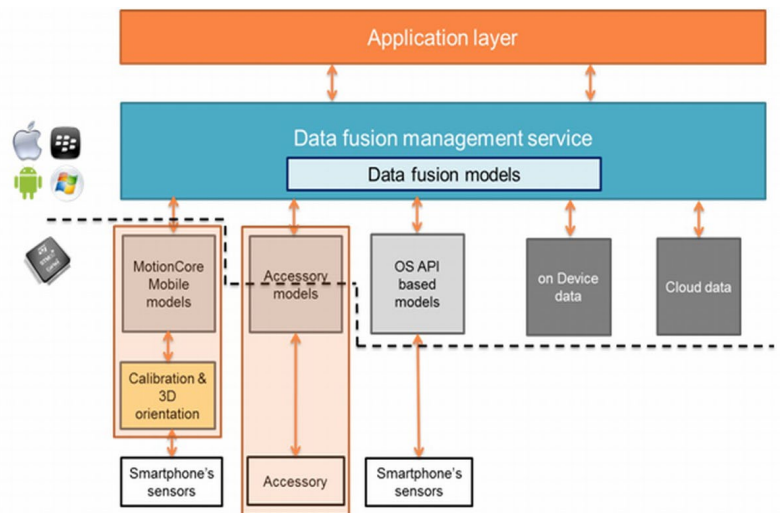 Application layer
Data fusion management service
Data fusion models
MotionCore
Mobile
models
Accessory
models
OS API
based
models
on Device
data
Cloud data
Calibration &
3D
orientation
Smartphone's
sensors
Accessory
Smartphone's
sensors